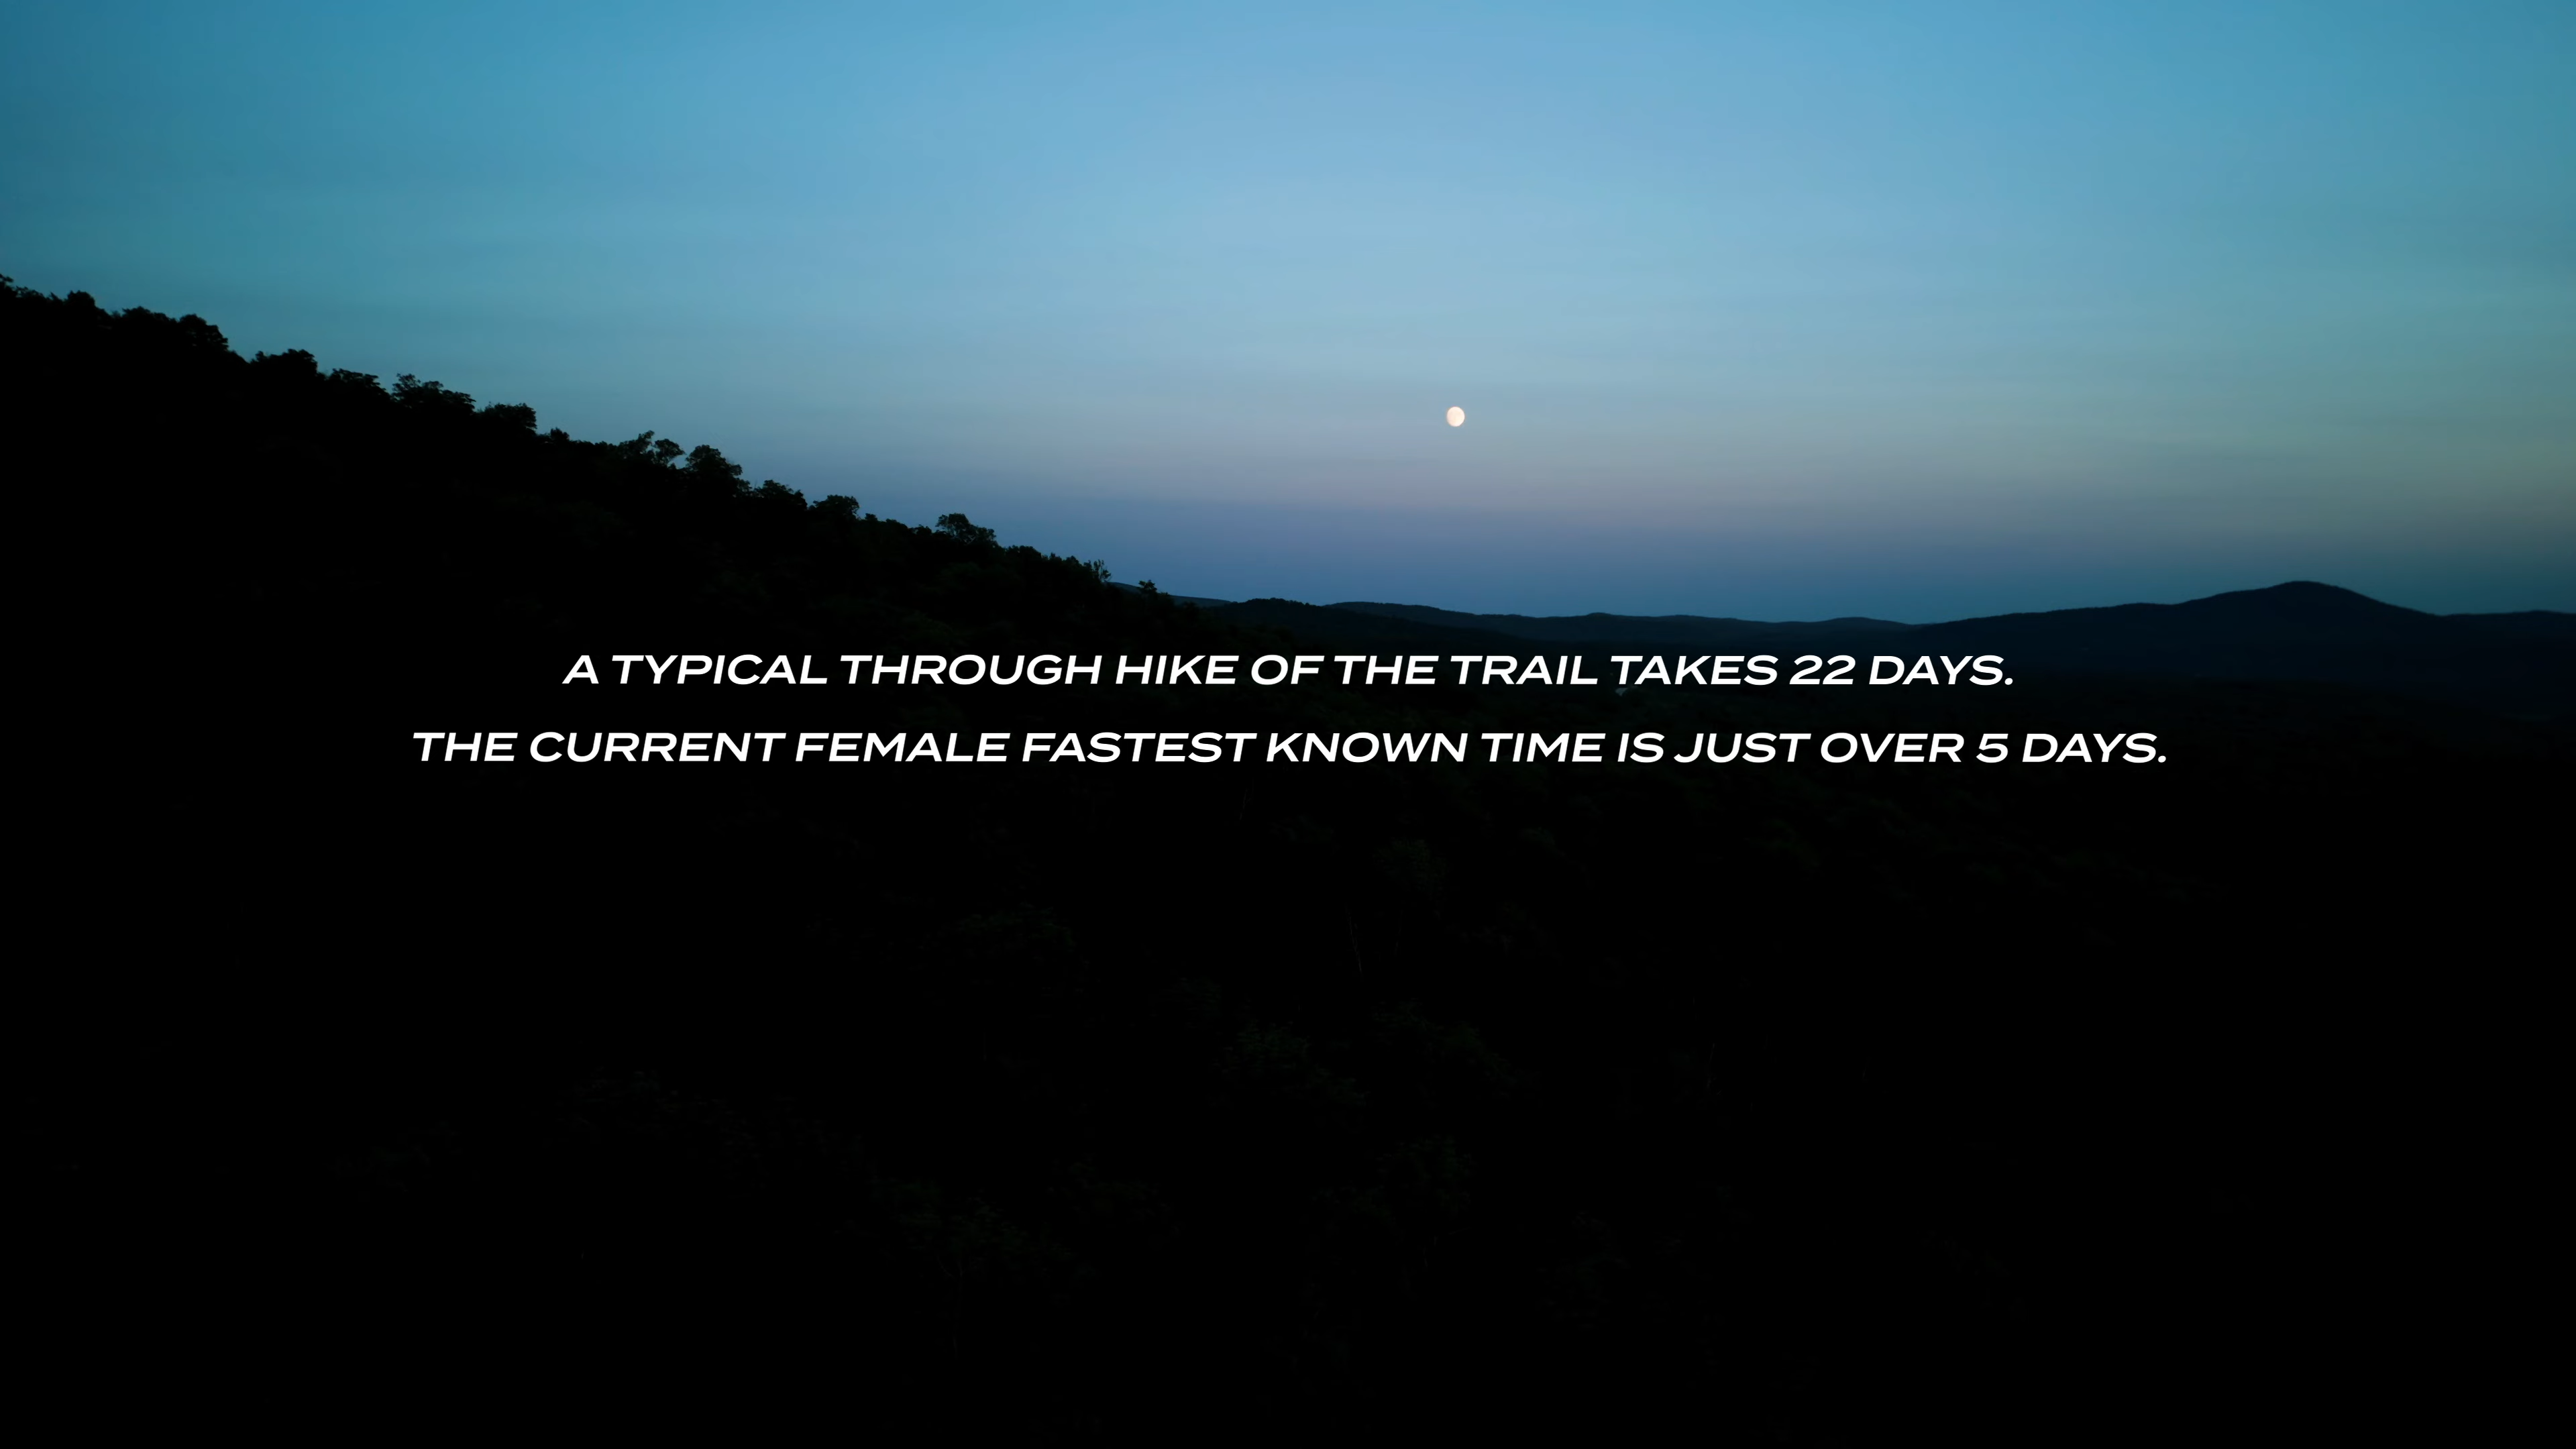 A TYPICAL THROUGH HIKE OF THE TRAIL TAKES 22 DAYS.
THE CURRENT FEMALE FASTEST KNOWN TIME IS JUST OVER 5 DAYS.